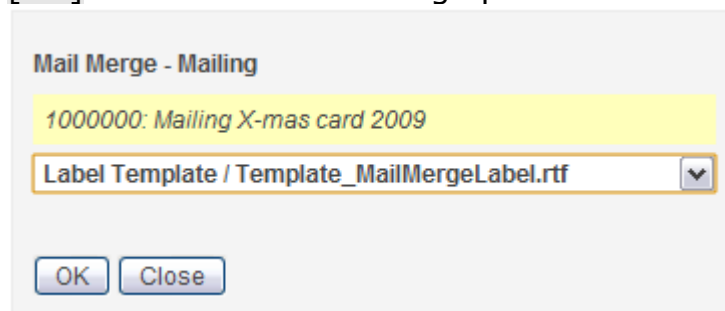 Mail Merge - Mailing
1000000: Mailing X-mas card 2009
Label Template / Template_MailMergeLabel.rtf
OK Close